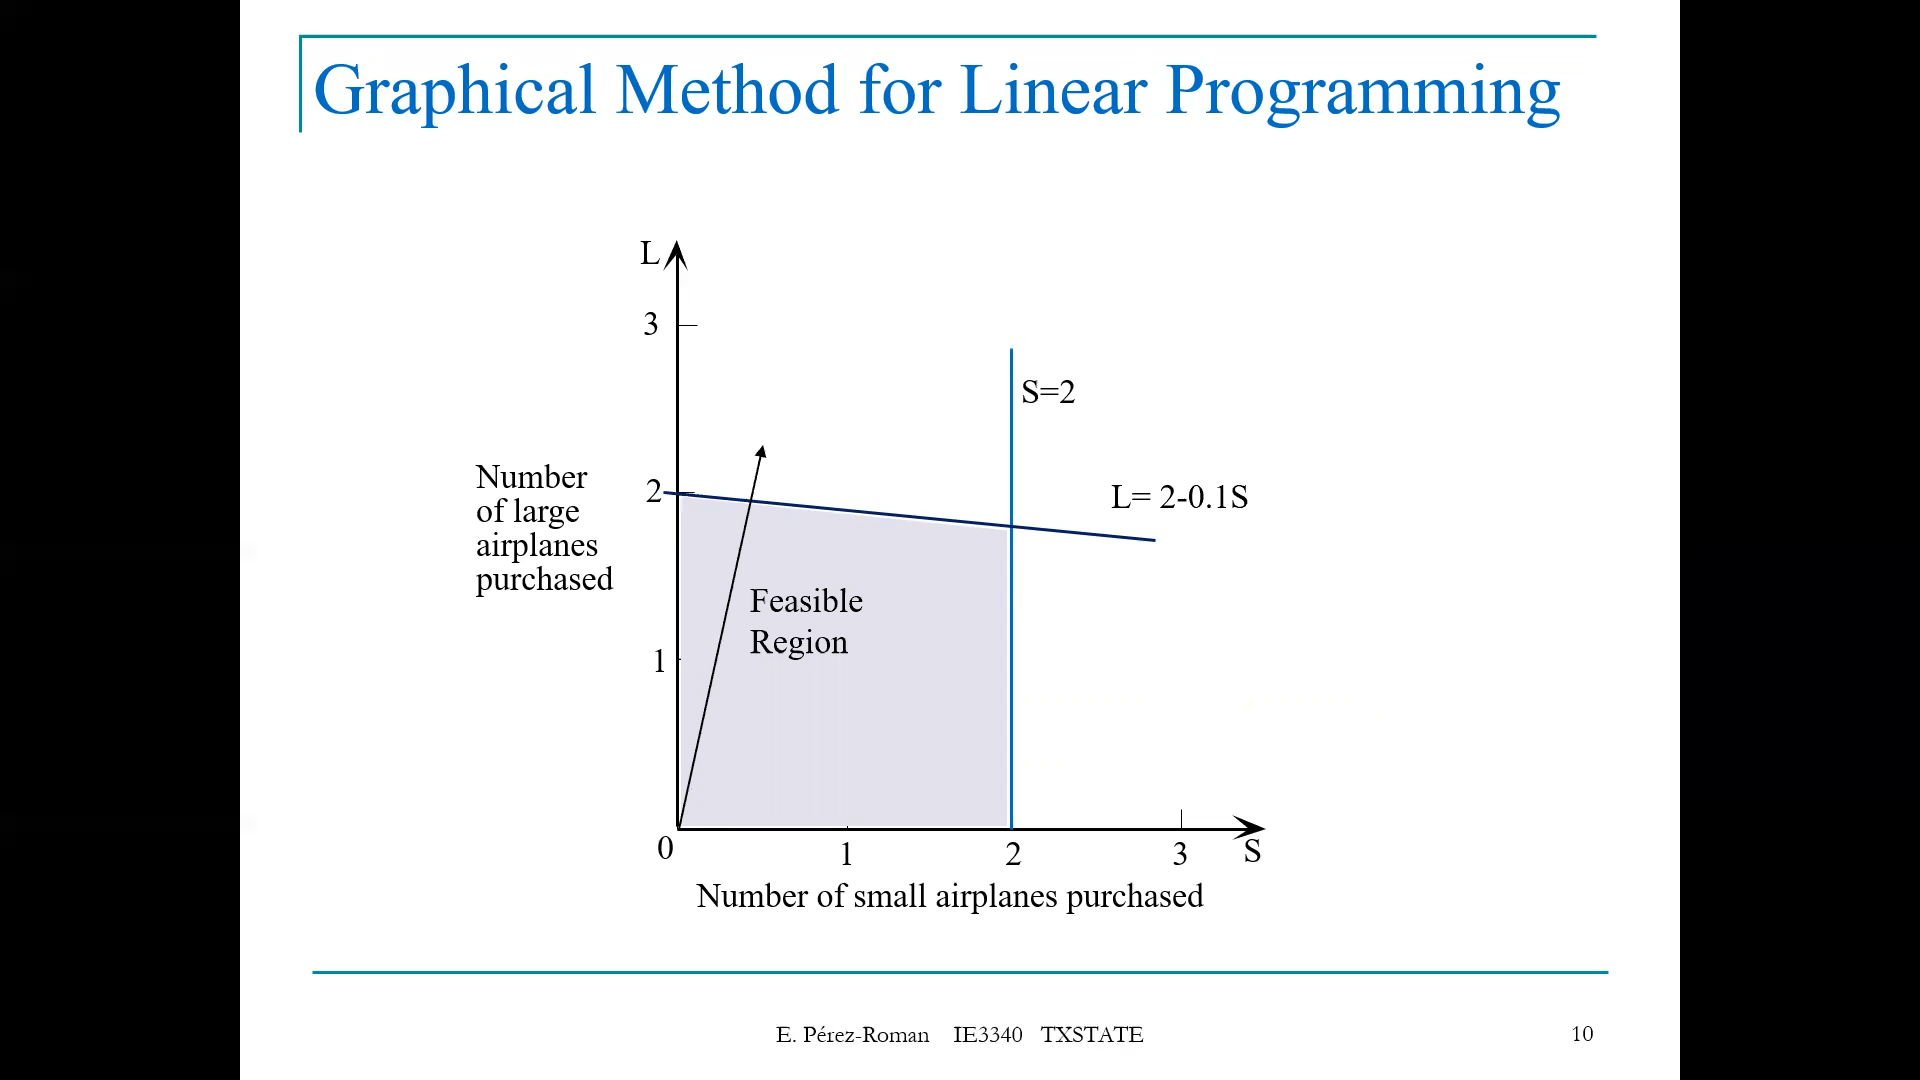 Graphical Method for Linear Programming
L
3
S=2
Number
of large
airplanes
purchased
2
L= 2-0.1S
Feasible
Region
1
0
1
2
3
S
Number of small airplanes purchased
E. Pérez-Roman IE3340 TXSTATE
10